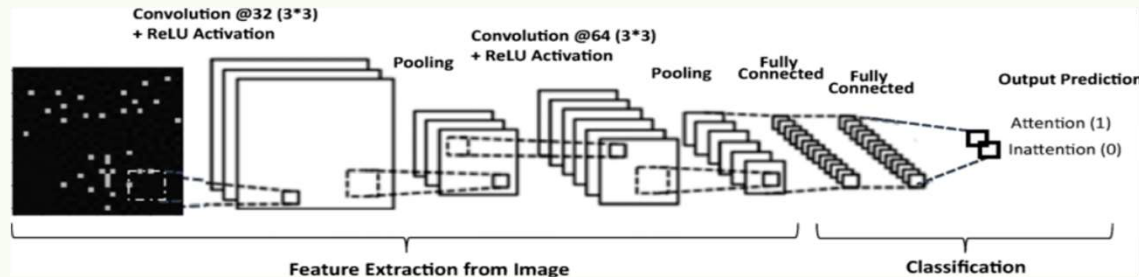 Convolution @32 (3*3)
+ ReLU Activation
Pooling
Convolution @64 (3*3)
+ ReLU Activation
Pooling
Fully
Connected
Fully
Connected
Output Prediction
Attention (1)
Inattention (0)
Feature Extraction from Image
Classification